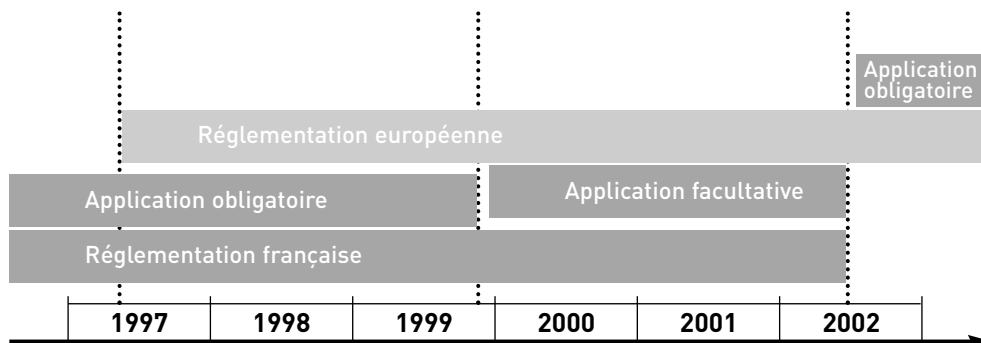 Application
obligatoire
Réglementation européenne
Application facultative
Application obligatoire
Réglementation française
1997 1998 1999 2000 2001 2002